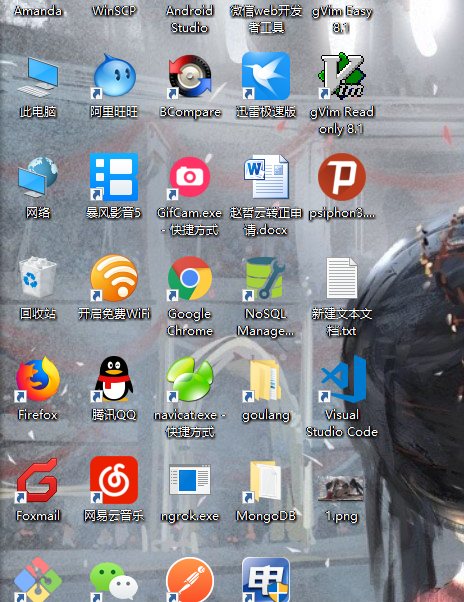 Amanda
WinSCP
Android
Studio
微信web开发
者工具
gVim Easy
8.1
此电脑
阿里旺旺
BCompare
迅雷极速版
gVim Read
only 8.1
网络
暴风影音5
GifCam.exe
- 快捷方式
W
赵哲云转正申
请.docx
psiphon3....
回收站
开启免费WiFi
Google
Chrome
NoSQL
Manage...
新建文本文
档.txt
Firefox
腾讯QQ
navicat.exe -
快捷方式
goulang
Visual
Studio Code
Foxmail
网易云音乐
ngrok.exe
MongoDB
1.png